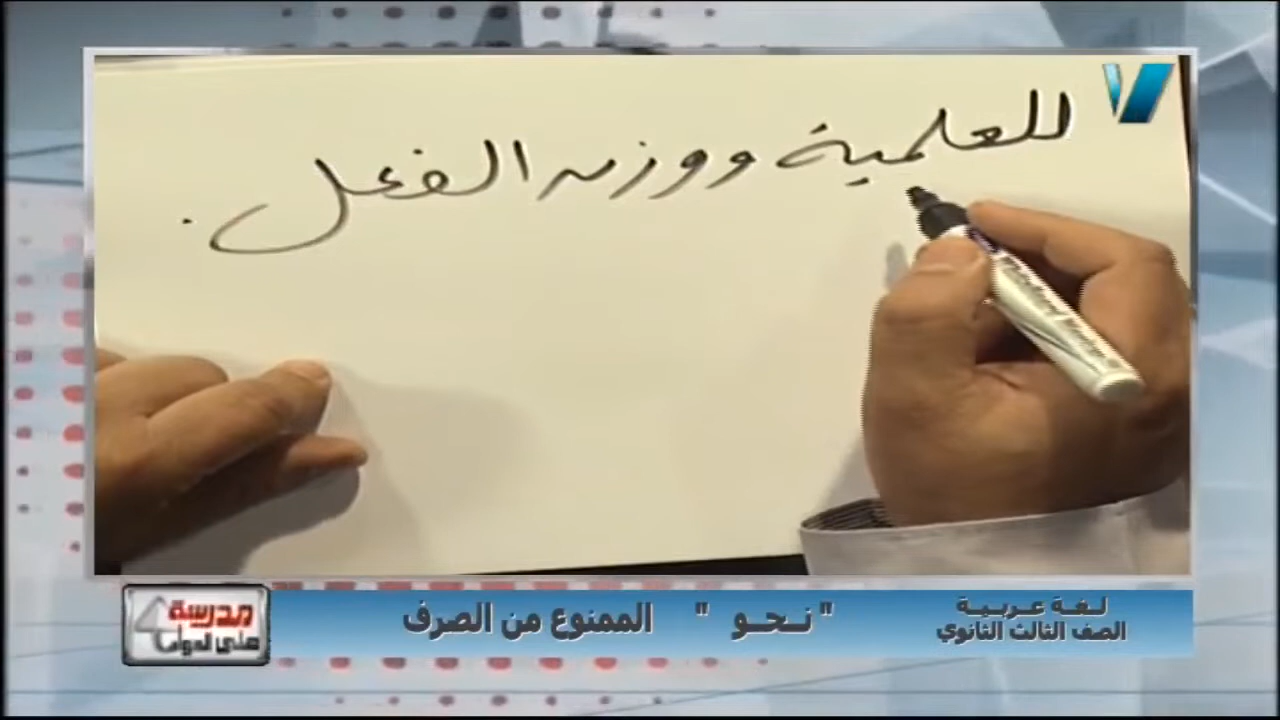 للعلمية ووزن الفعل.
لغة عربية
الصف الثالث الثانوي
"نحو" الممنوع من الصرف
مدرسة
على الهواء